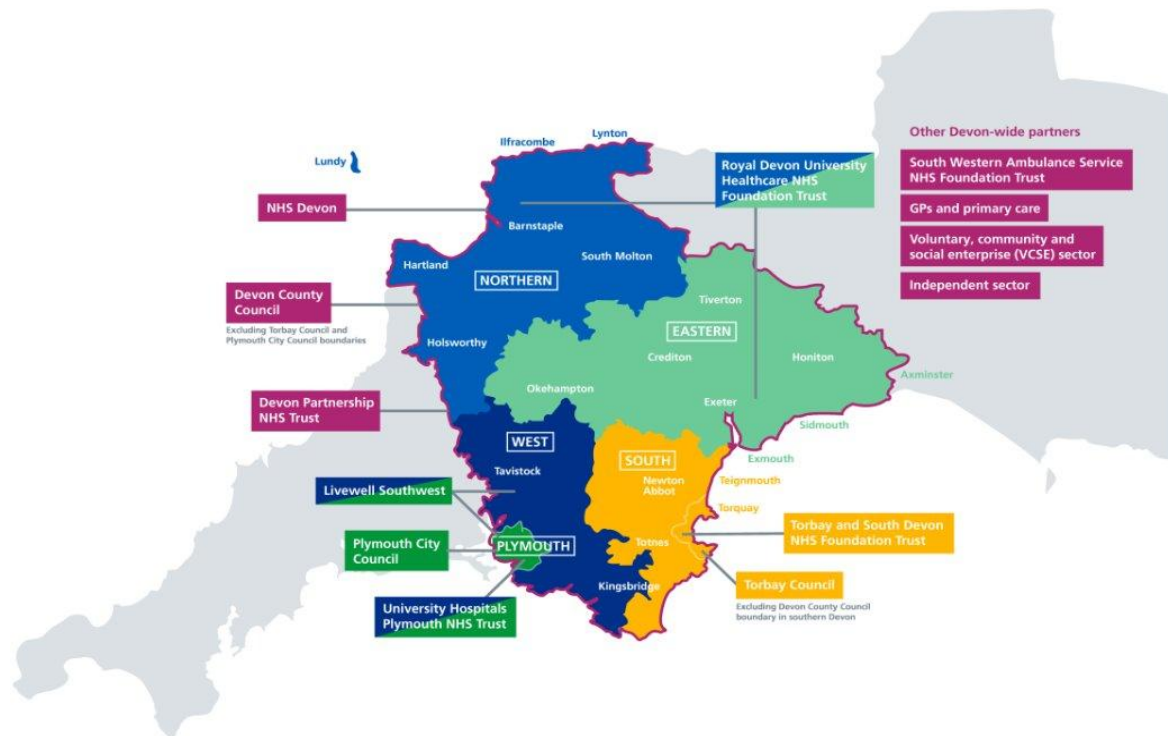 Lynton
Ilfracombe
Lundy
Other Devon-wide partners
Royal Devon University
Healthcare NHS
Foundation Trust
South Western Ambulance Service
NHS Foundation Trust
NHS Devon
GPs and primary care
Barnstaple
Voluntary, community and
social enterprise (VCSE) sector
South Molton
Hartland
NORTHERN
Independent sector
Devon County
Council
Excluding Torbay Council and
Plymouth City Council boundaries
Tiverton
EASTERN
Holsworthy
Crediton
Honiton
Axminster
Okehampton
Exeter
Devon Partnership
NHS Trust
Sidmouth
WEST
SOUTH
Exmouth
Tavistock
Newton
Abbot
Teignmouth
Livewell Southwest
Torquay
Torbay and South Devon
NHS Foundation Trust
Plymouth City
Council
PLYMOUTH
Totnes
Kingsbridge
Torbay Council
Excluding Devon County Council
boundary in southern Devon
University Hospitals
Plymouth NHS Trust